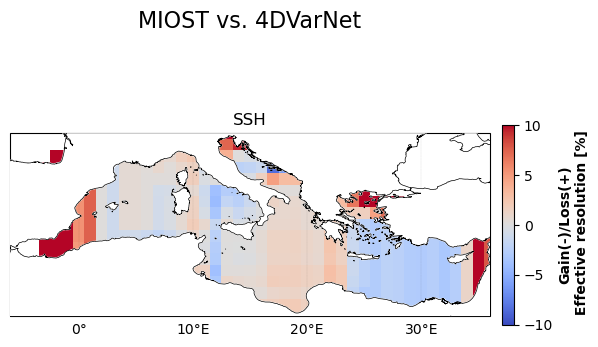 MIOST vs. 4DVarNet
SSH
10
5
0
−5
−10
Gain(-)/Loss(+)
Effective resolution [%]
0°
10°E
20°E
30°E